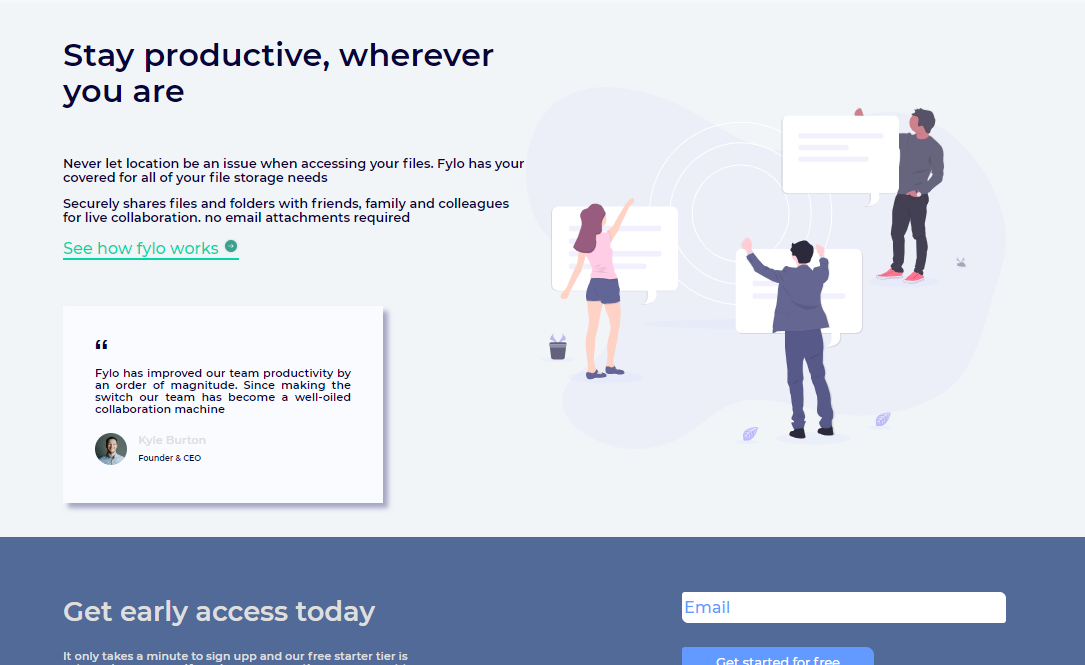 Stay productive, wherever
you are
Never let location be an issue when accessing your files. Fylo has your
covered for all of your file storage needs
Securely shares files and folders with friends, family and colleagues
for live collaboration. no email attachments required
See how fylo works
“
Fylo has improved our team productivity by
an order of magnitude. Since making the
switch our team has become a well-oiled
collaboration machine
Kyle Burton
Founder & CEO
Get early access today
Email
It only takes a minute to sign upp and our free starter tier is
Get started for free